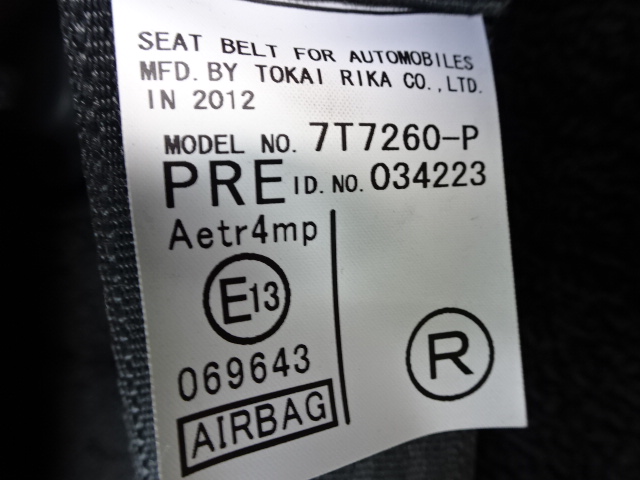 SEAT BELT FOR AUTOMOBILES
MFD. BY TOKAI RIKA CO., LTD.
IN 2012
MODEL NO. 7T7260-P
PRE ID. NO. 034223
Aetr4mp
E13
069643
AIRBAG
R